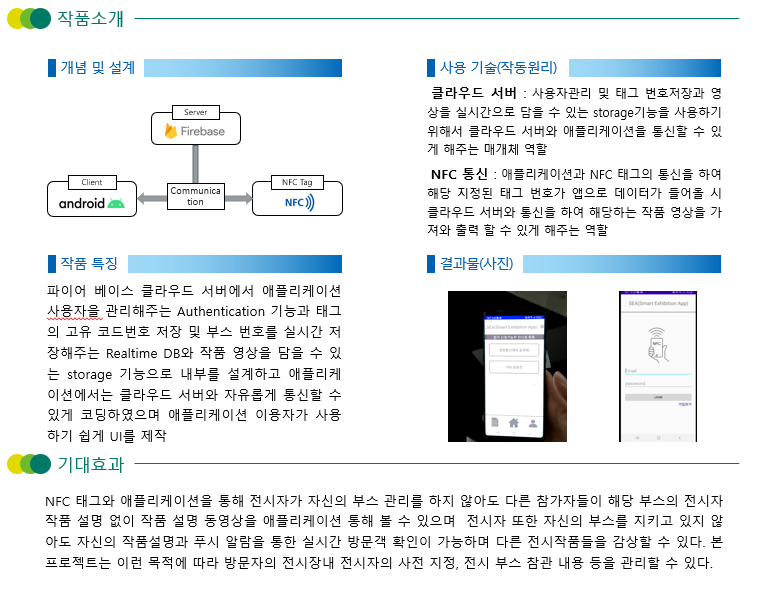 작품소개
개념 및 설계
Server
Firebase
Client
android
Communica
tion
NFC Tag
NFC
사용 기술(작동원리)
클라우드 서버 : 사용자관리 및 태그 번호저장과 영
상을 실시간으로 담을 수 있는 storage기능을 사용하기
위해서 클라우드 서버와 애플리케이션을 통신할 수 있
게 해주는 매개체 역할
NFC 통신 : 애플리케이션과 NFC 태그의 통신을 하여
해당 지정된 태그 번호가 앱으로 데이터가 들어올 시
클라우드 서버와 통신을 하여 해당하는 작품 영상을 가
져와 출력 할 수 있게 해주는 역할
작품 특징
파이어 베이스 클라우드 서버에서 애플리케이션
사용자을 관리해주는 Authentication 기능과 태그
의 고유 코드번호 저장 및 부스 번호를 실시간 저
장해주는 Realtime DB와 작품 영상을 담을 수 있
는 storage 기능으로 내부를 설계하고 애플리케
이션에서는 클라우드 서버와 자유롭게 통신할 수
있게 코딩하였으며 애플리케이션 이용자가 사용
하기 쉽게 UI를 제작
결과물(사진)
SEA(Smart Exhibition App)
SEA(Smart Exhibition App)
NFC
Email
password
LOGIN
기대효과
NFC 태그와 애플리케이션을 통해 전시자가 자신의 부스 관리를 하지 않아도 다른 참가자들이 해당 부스의 전시자
작품 설명 없이 작품 설명 동영상을 애플리케이션 통해 볼 수 있으며 전시자 또한 자신의 부스를 지키고 있지 않
아도 자신의 작품설명과 푸시 알람을 통한 실시간 방문객 확인이 가능하며 다른 전시작품들을 감상할 수 있다. 본
프로젝트는 이런 목적에 따라 방문자의 전시장내 전시자의 사전 지정, 전시 부스 참관 내용 등을 관리할 수 있다.